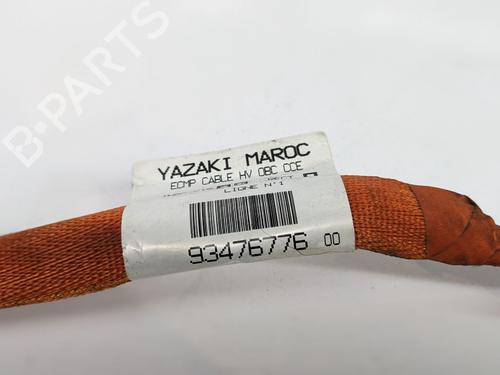 B-PARTS
YAZAKI MAROC
ECMP CABLE HV OBC CCE
LIGNE N°1
93476776 00